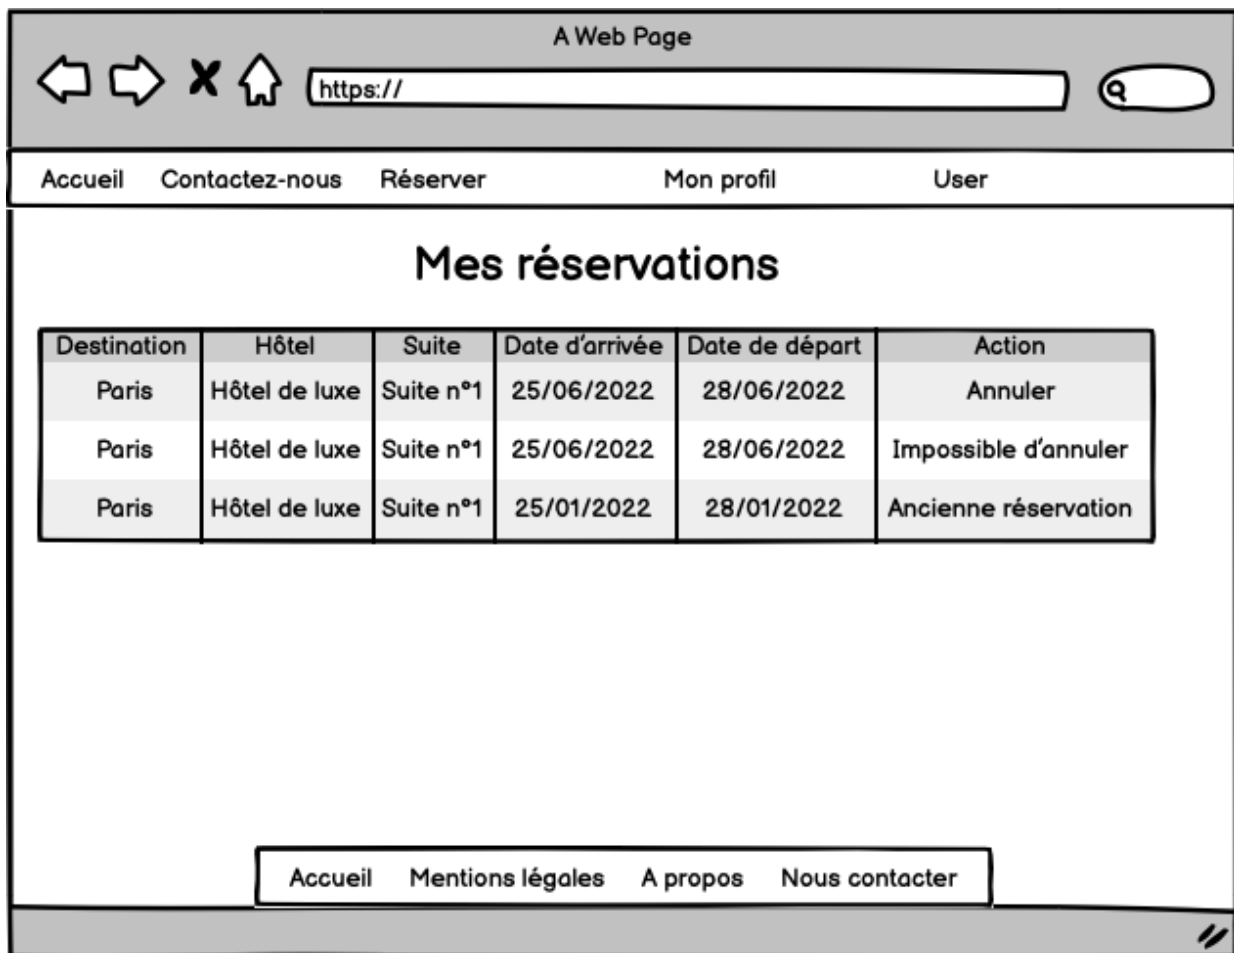 A Web Page
https://
Accueil Contactez-nous Réserver Mon profil User
Mes réservations
Destination Hôtel Suite Date d'arrivée Date de départ Action
Paris Hôtel de luxe Suite n°1 25/06/2022 28/06/2022 Annuler
Paris Hôtel de luxe Suite n°1 25/06/2022 28/06/2022 Impossible d'annuler
Paris Hôtel de luxe Suite n°1 25/01/2022 28/01/2022 Ancienne réservation
Accueil Mentions légales A propos Nous contacter